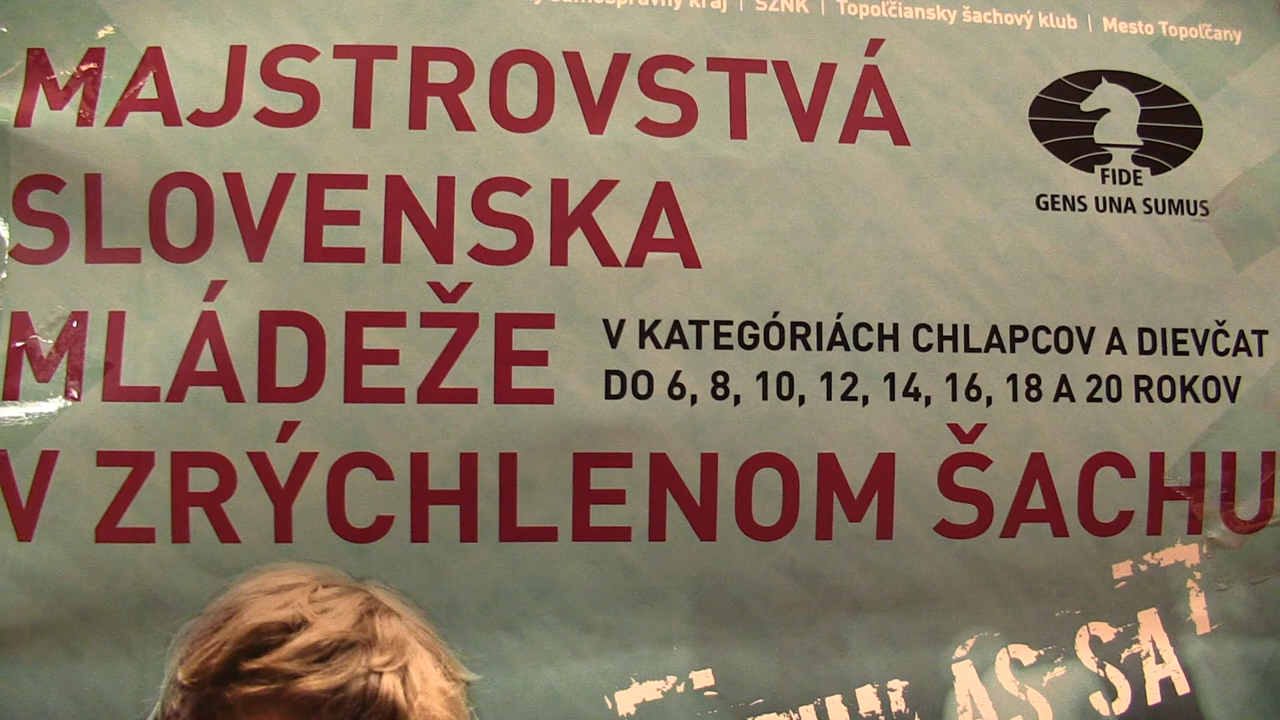 kraj | SZNK | Topoľčiansky šachový klub | Mesto Topoľčany
MAJSTROVSTVÁ
SLOVENSKA
MLÁDEŽE
V KATEGÓRIÁCH CHLAPCOV A DIEVČAT
DO 6, 8, 10, 12, 14, 16, 18 A 20 ROKOV
V ZRÝCHLENOM ŠACHU
FIDE
GENS UNA SUMUS